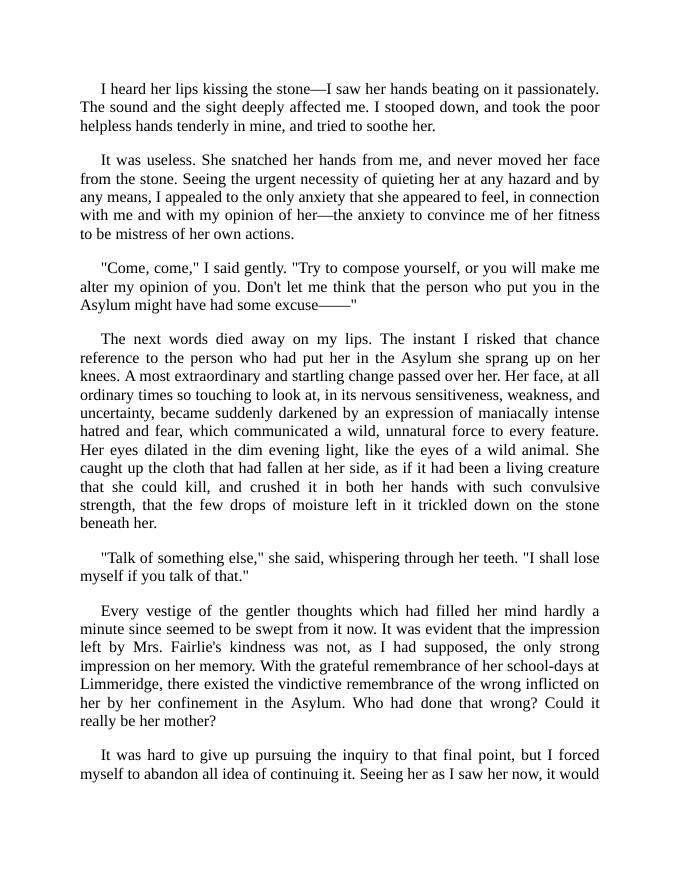 I heard her lips kissing the stone—I saw her hands beating on it passionately.
The sound and the sight deeply affected me. I stooped down, and took the poor
helpless hands tenderly in mine, and tried to soothe her.
It was useless. She snatched her hands from me, and never moved her face
from the stone. Seeing the urgent necessity of quieting her at any hazard and by
any means, I appealed to the only anxiety that she appeared to feel, in connection
with me and with my opinion of her—the anxiety to convince me of her fitness
to be mistress of her own actions.
"Come, come," I said gently. "Try to compose yourself, or you will make me
alter my opinion of you. Don't let me think that the person who put you in the
Asylum might have had some excuse——"
The next words died away on my lips. The instant I risked that chance
reference to the person who had put her in the Asylum she sprang up on her
knees. A most extraordinary and startling change passed over her. Her face, at all
ordinary times so touching to look at, in its nervous sensitiveness, weakness, and
uncertainty, became suddenly darkened by an expression of maniacally intense
hatred and fear, which communicated a wild, unnatural force to every feature.
Her eyes dilated in the dim evening light, like the eyes of a wild animal. She
caught up the cloth that had fallen at her side, as if it had been a living creature
that she could kill, and crushed it in both her hands with such convulsive
strength, that the few drops of moisture left in it trickled down on the stone
beneath her.
"Talk of something else," she said, whispering through her teeth. "I shall lose
myself if you talk of that."
Every vestige of the gentler thoughts which had filled her mind hardly a
minute since seemed to be swept from it now. It was evident that the impression
left by Mrs. Fairlie's kindness was not, as I had supposed, the only strong
impression on her memory. With the grateful remembrance of her school-days at
Limmeridge, there existed the vindictive remembrance of the wrong inflicted on
her by her confinement in the Asylum. Who had done that wrong? Could it
really be her mother?
It was hard to give up pursuing the inquiry to that final point, but I forced
myself to abandon all idea of continuing it. Seeing her as I saw her now, it would